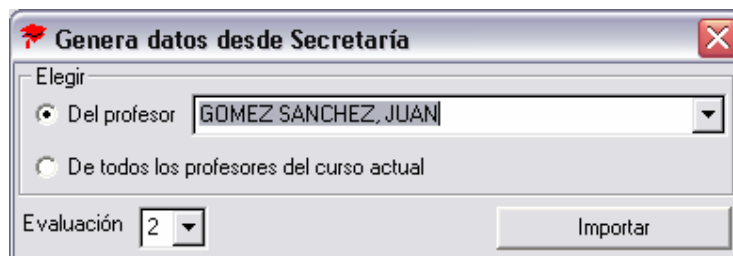 Genera datos desde Secretaría
Elegir
Del profesor GOMEZ SANCHEZ, JUAN
De todos los profesores del curso actual
Evaluación 2 Importar